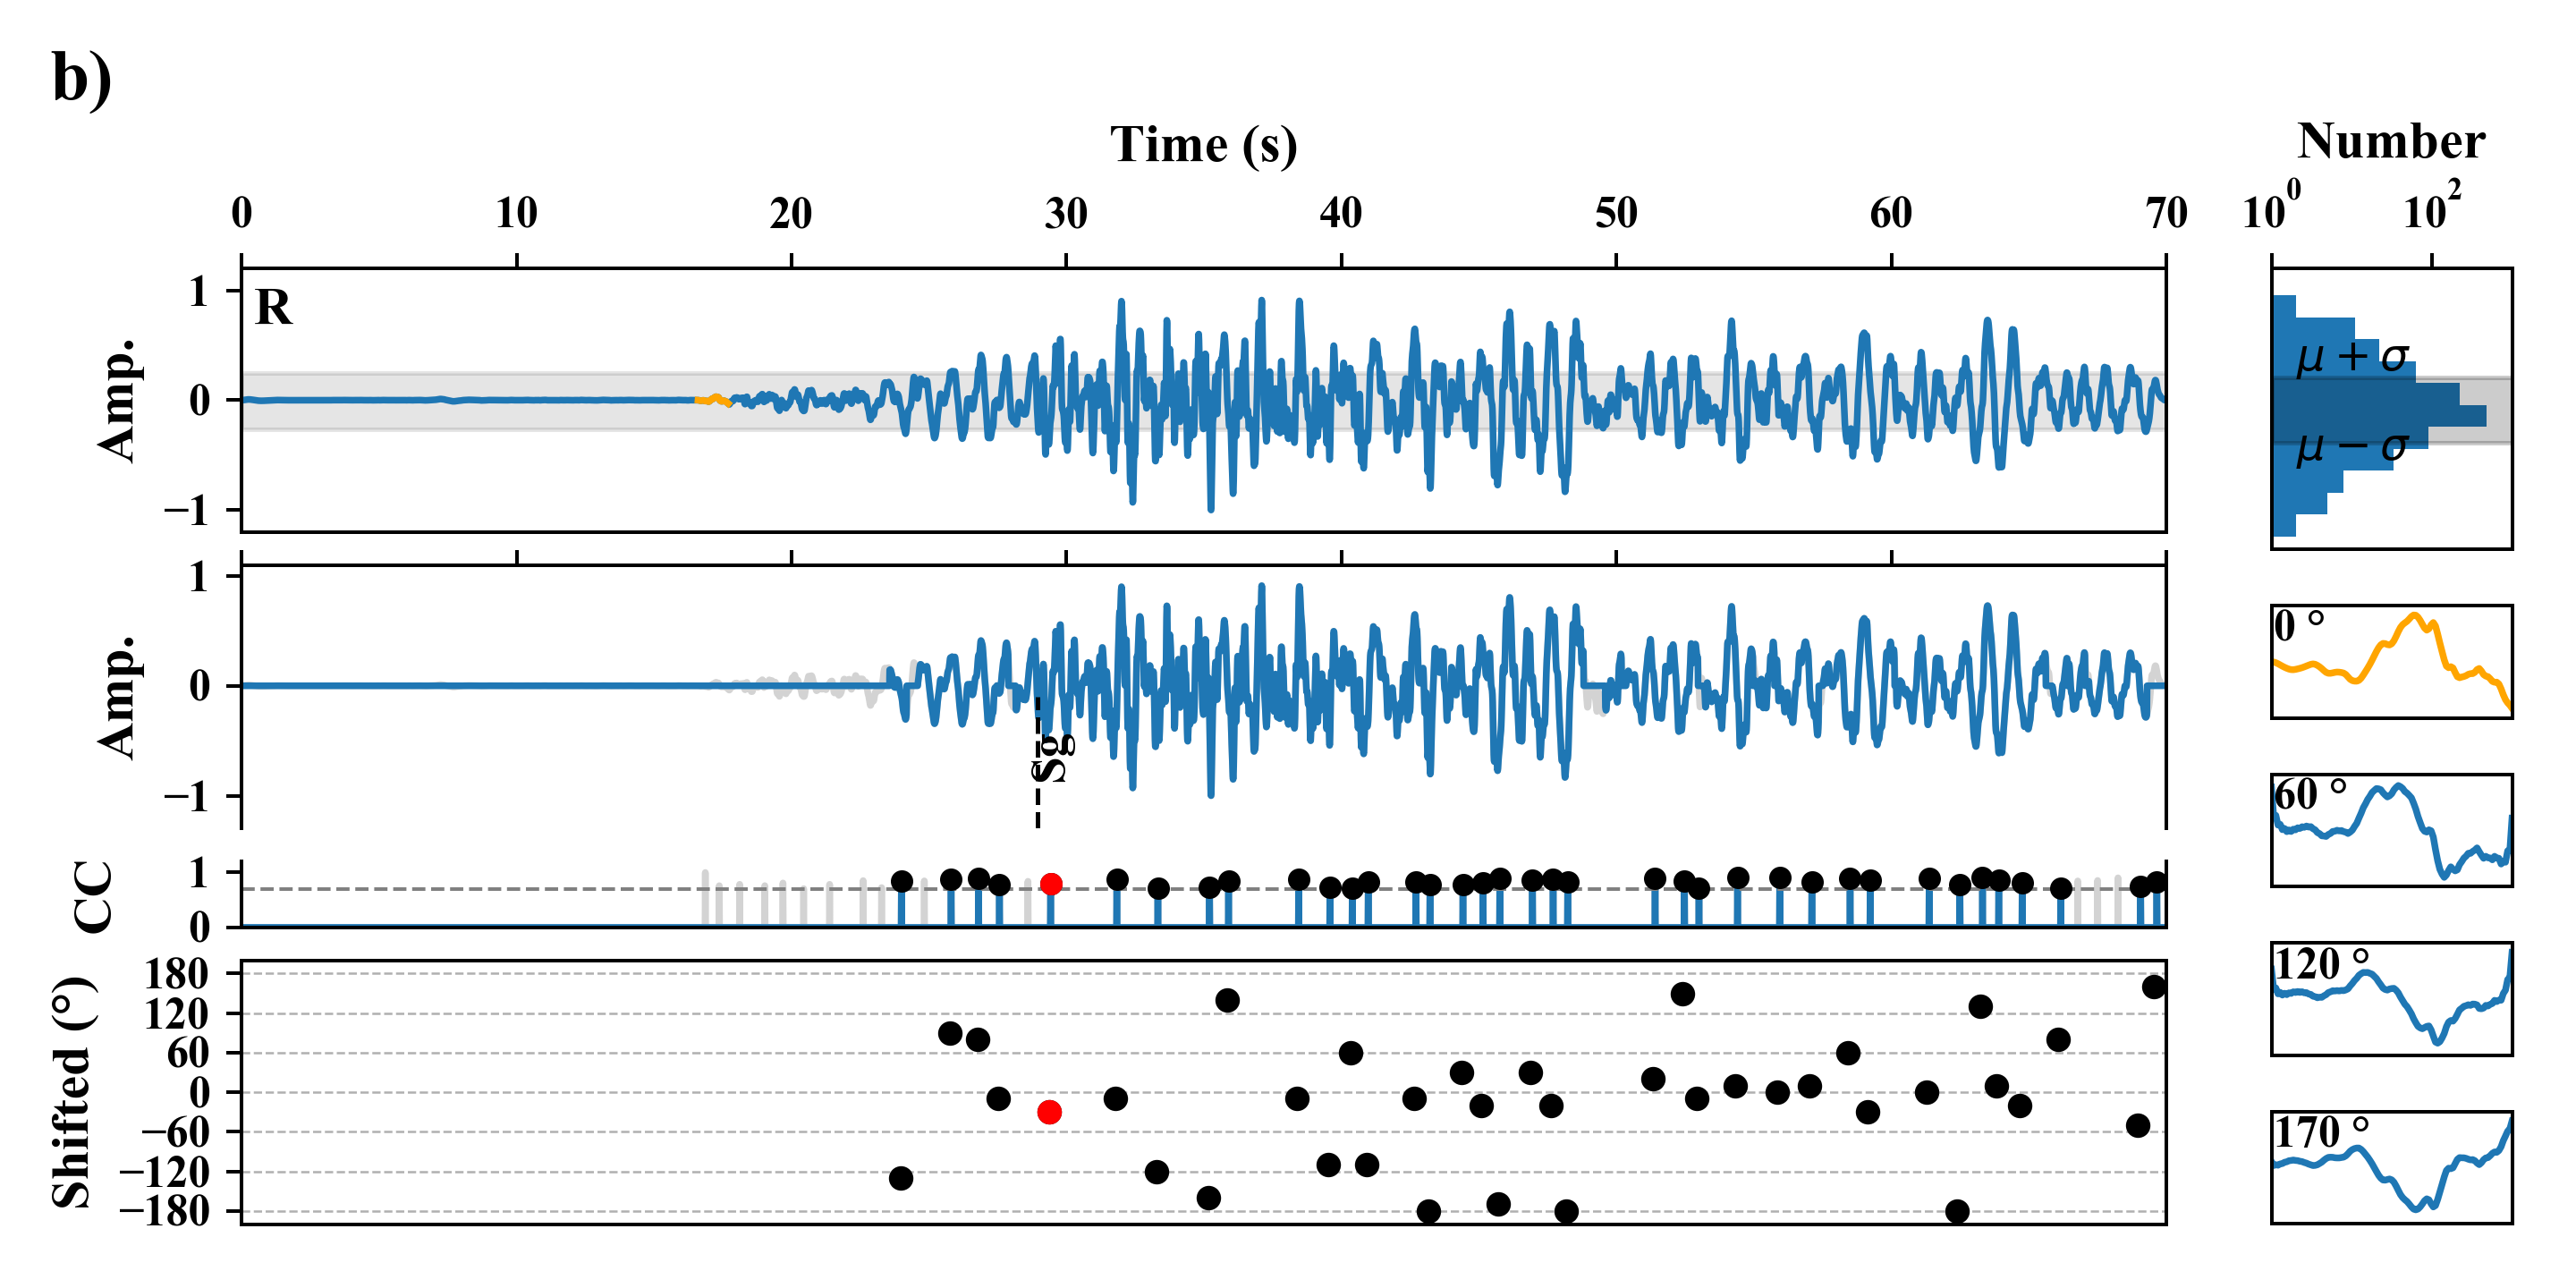 b)
Time (s)
Number
0 10 20 30 40 50 60 70
10^0 10^2
R
Amp.
1
0
−1
μ + σ
μ − σ
Amp.
1
0
−1
Sg
0 °
60 °
CC
1
0
120 °
Shifted (°)
180
120
60
0
−60
−120
−180
170 °